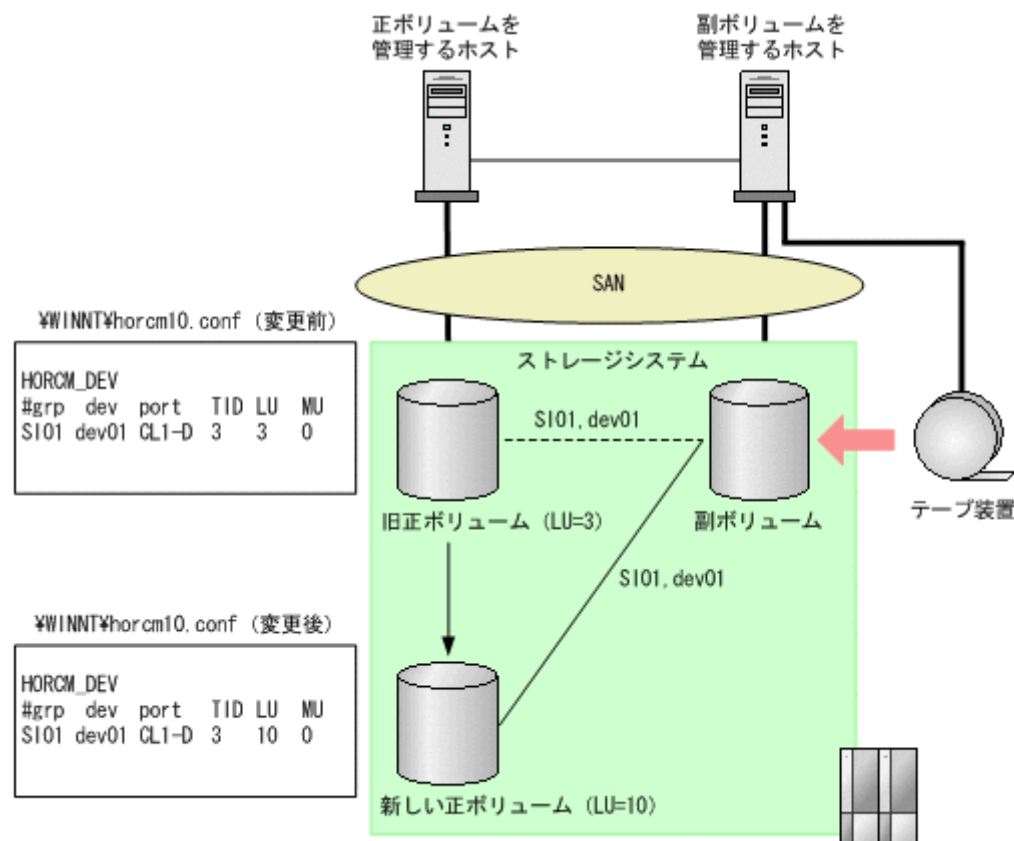 正ボリュームを
管理するホスト
副ボリュームを
管理するホスト
SAN
¥WINNT¥horcm10.conf (変更前)
HORCM_DEV
#grp dev port TID LU MU
SI01 dev01 CL1-D 3 3 0
ストレージシステム
SI01, dev01
旧正ボリューム (LU=3)
副ボリューム
テープ装置
SI01, dev01
¥WINNT¥horcm10.conf (変更後)
HORCM_DEV
#grp dev port TID LU MU
SI01 dev01 CL1-D 3 10 0
新しい正ボリューム (LU=10)